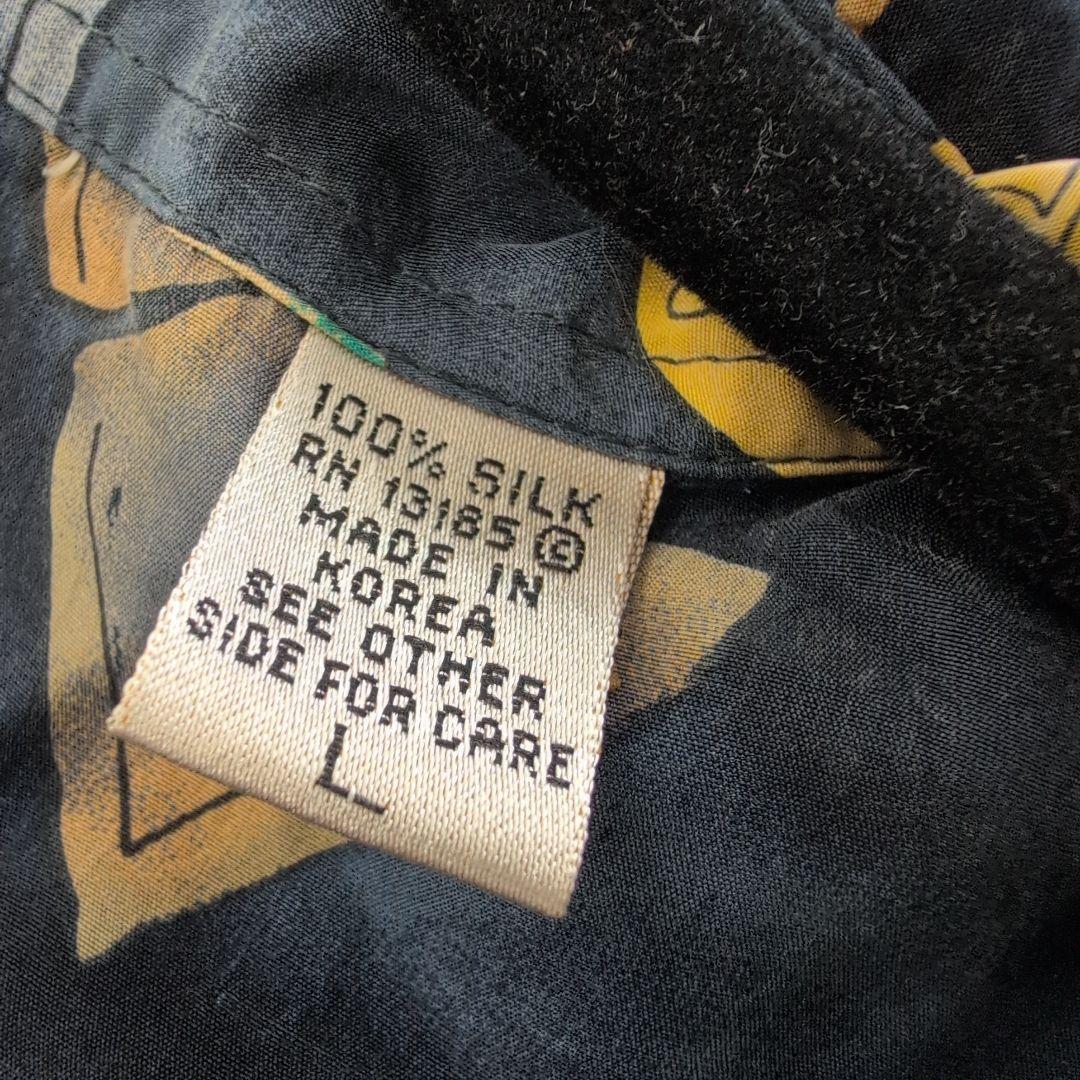 100% SILK
RN 13185 ©
MADE IN
KOREA
SEE OTHER
SIDE FOR CARE
L